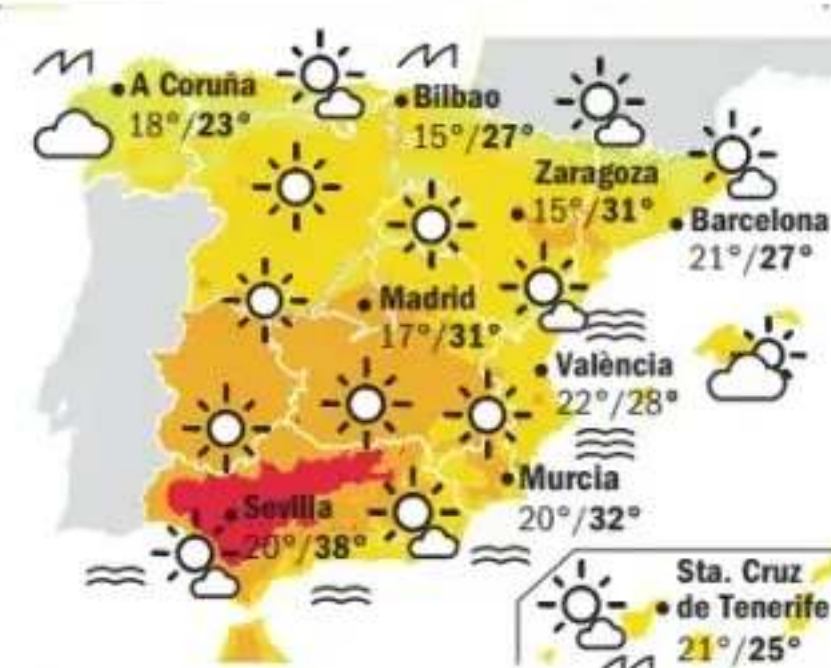 A Coruña
18°/23°
Bilbao
15°/27°
Zaragoza
15°/31°
Barcelona
21°/27°
Madrid
17°/31°
València
22°/28°
Murcia
20°/32°
Sevilla
20°/38°
Sta. Cruz
de Tenerife
21°/25°